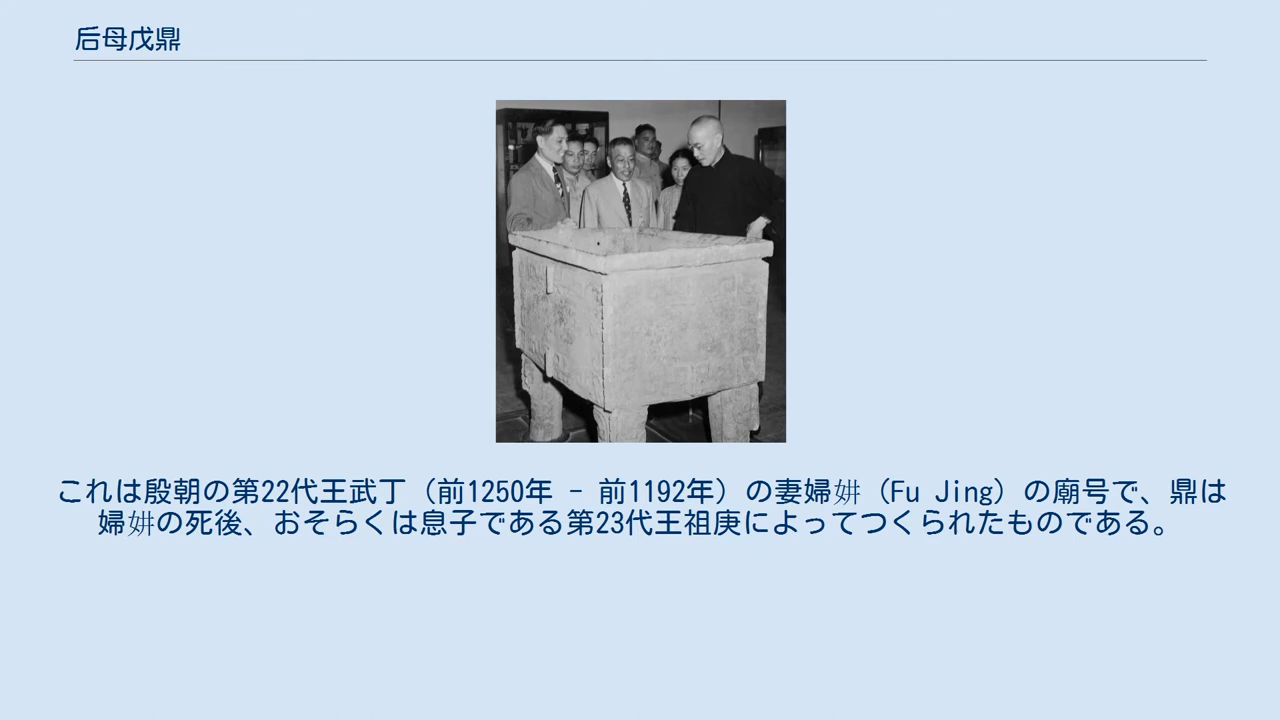 后母戊鼎
これは殷朝の第22代王武丁（前1250年 - 前1192年）の妻婦妌（Fu Jing）の廟号で、鼎は
婦妌の死後、おそらくは息子である第23代王祖庚によってつくられたものである。